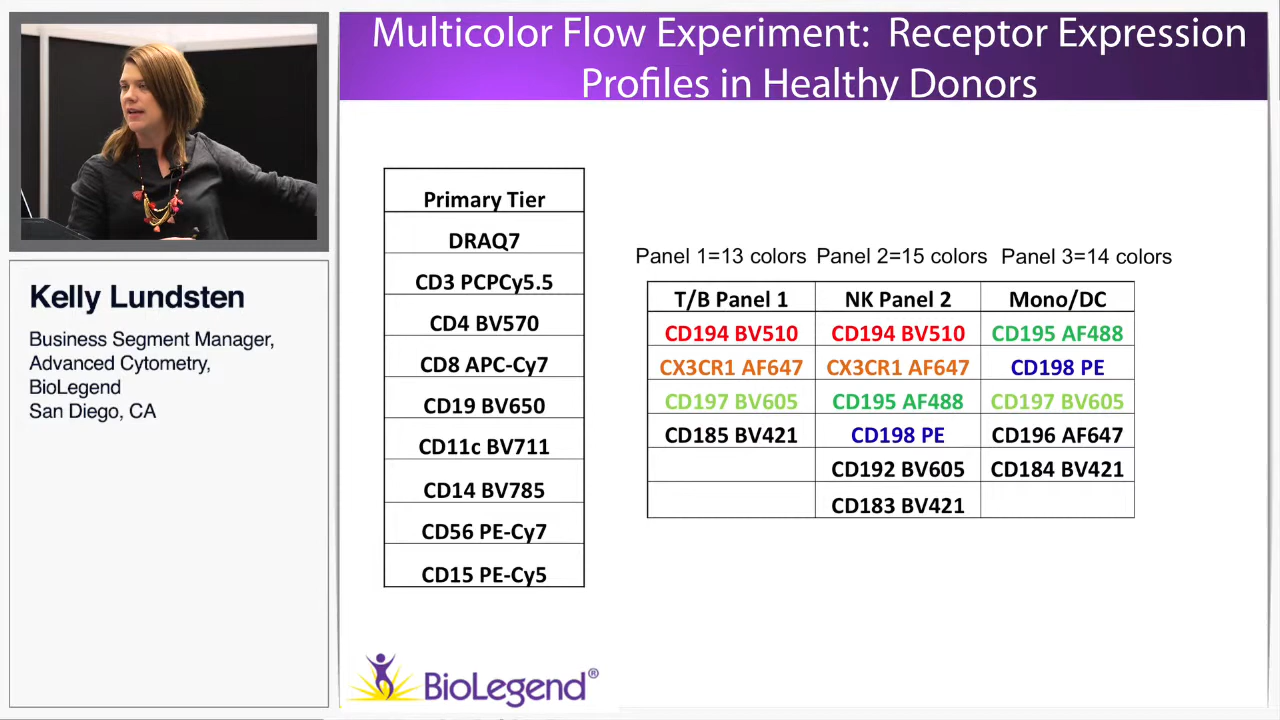 Multicolor Flow Experiment: Receptor Expression
Profiles in Healthy Donors
Kelly Lundsten
Business Segment Manager,
Advanced Cytometry,
BioLegend
San Diego, CA
Primary Tier
DRAQ7
CD3 PCPCy5.5
CD4 BV570
CD8 APC-Cy7
CD19 BV650
CD11c BV711
CD14 BV785
CD56 PE-Cy7
CD15 PE-Cy5
Panel 1=13 colors Panel 2=15 colors Panel 3=14 colors
T/B Panel 1 NK Panel 2 Mono/DC
CD194 BV510 CD194 BV510 CD195 AF488
CX3CR1 AF647 CX3CR1 AF647 CD198 PE
CD197 BV605 CD195 AF488 CD197 BV605
CD185 BV421 CD198 PE CD196 AF647
CD192 BV605 CD184 BV421
CD183 BV421
BioLegend®